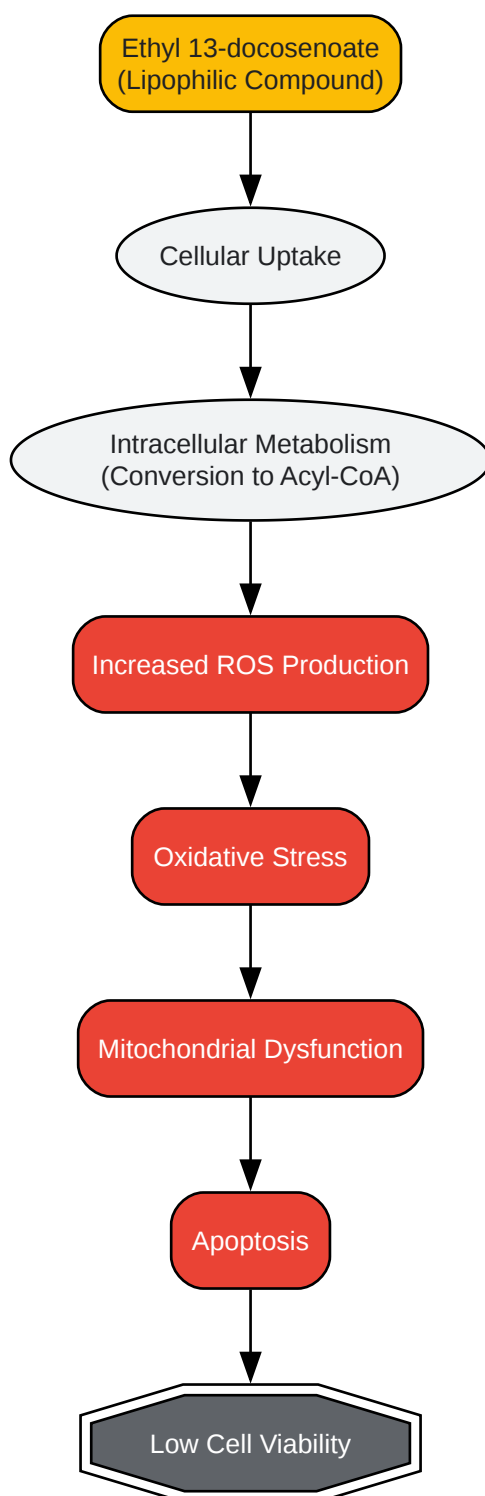 Ethyl 13-docosenoate
(Lipophilic Compound)
Cellular Uptake
Intracellular Metabolism
(Conversion to Acyl-CoA)
Increased ROS Production
Oxidative Stress
Mitochondrial Dysfunction
Apoptosis
Low Cell Viability